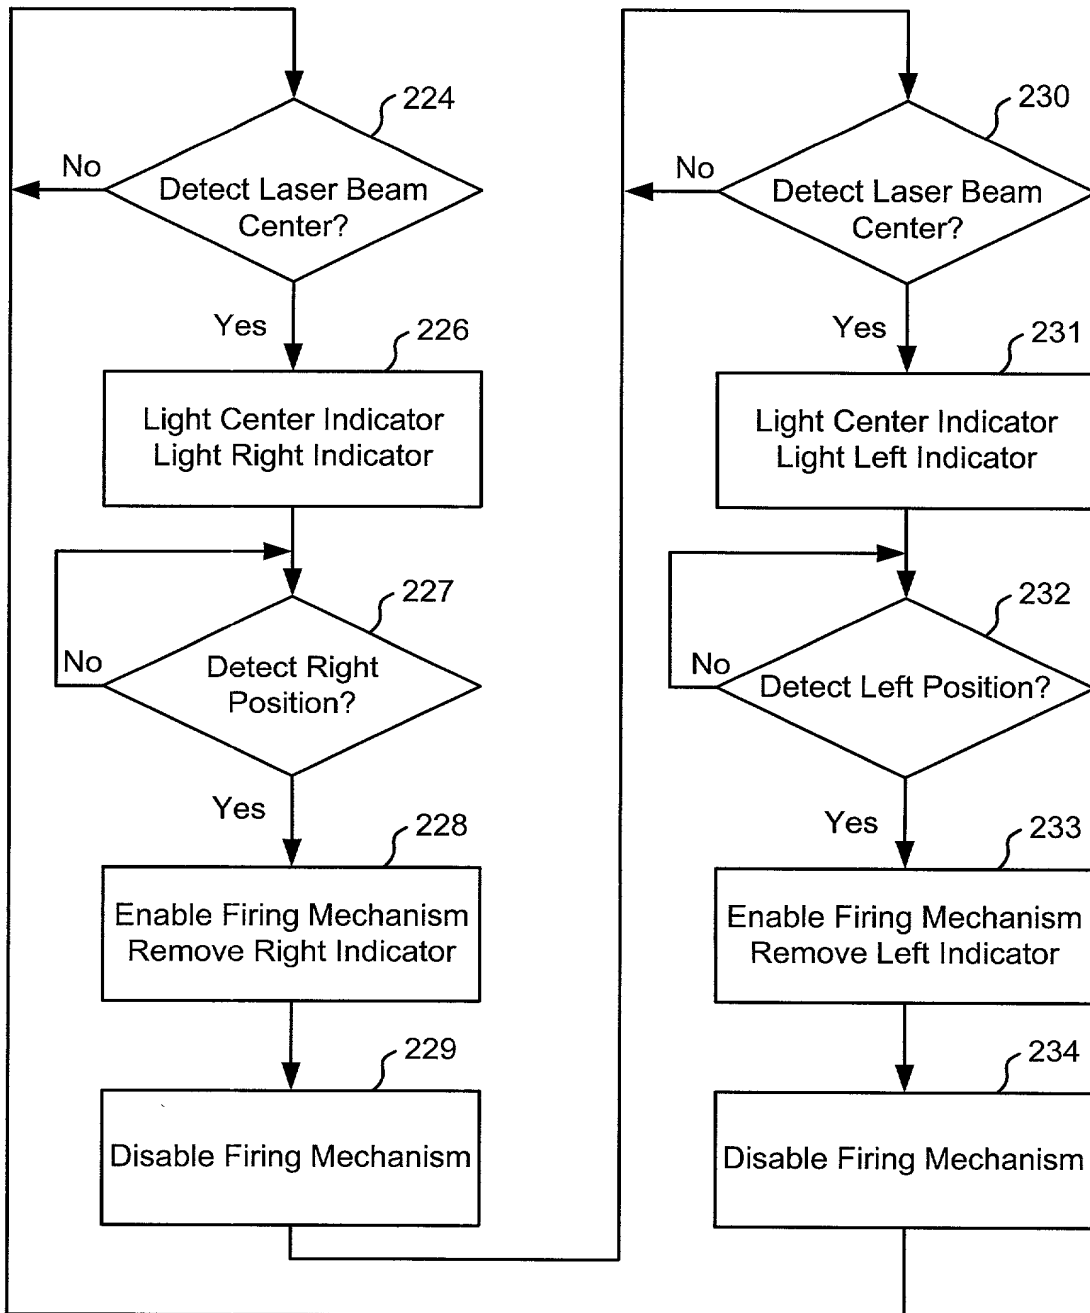 224
No
Detect Laser Beam
Center?
Yes
226
Light Center Indicator
Light Right Indicator
227
No
Detect Right
Position?
Yes
228
Enable Firing Mechanism
Remove Right Indicator
229
Disable Firing Mechanism
230
No
Detect Laser Beam
Center?
Yes
231
Light Center Indicator
Light Left Indicator
232
No
Detect Left Position?
Yes
233
Enable Firing Mechanism
Remove Left Indicator
234
Disable Firing Mechanism